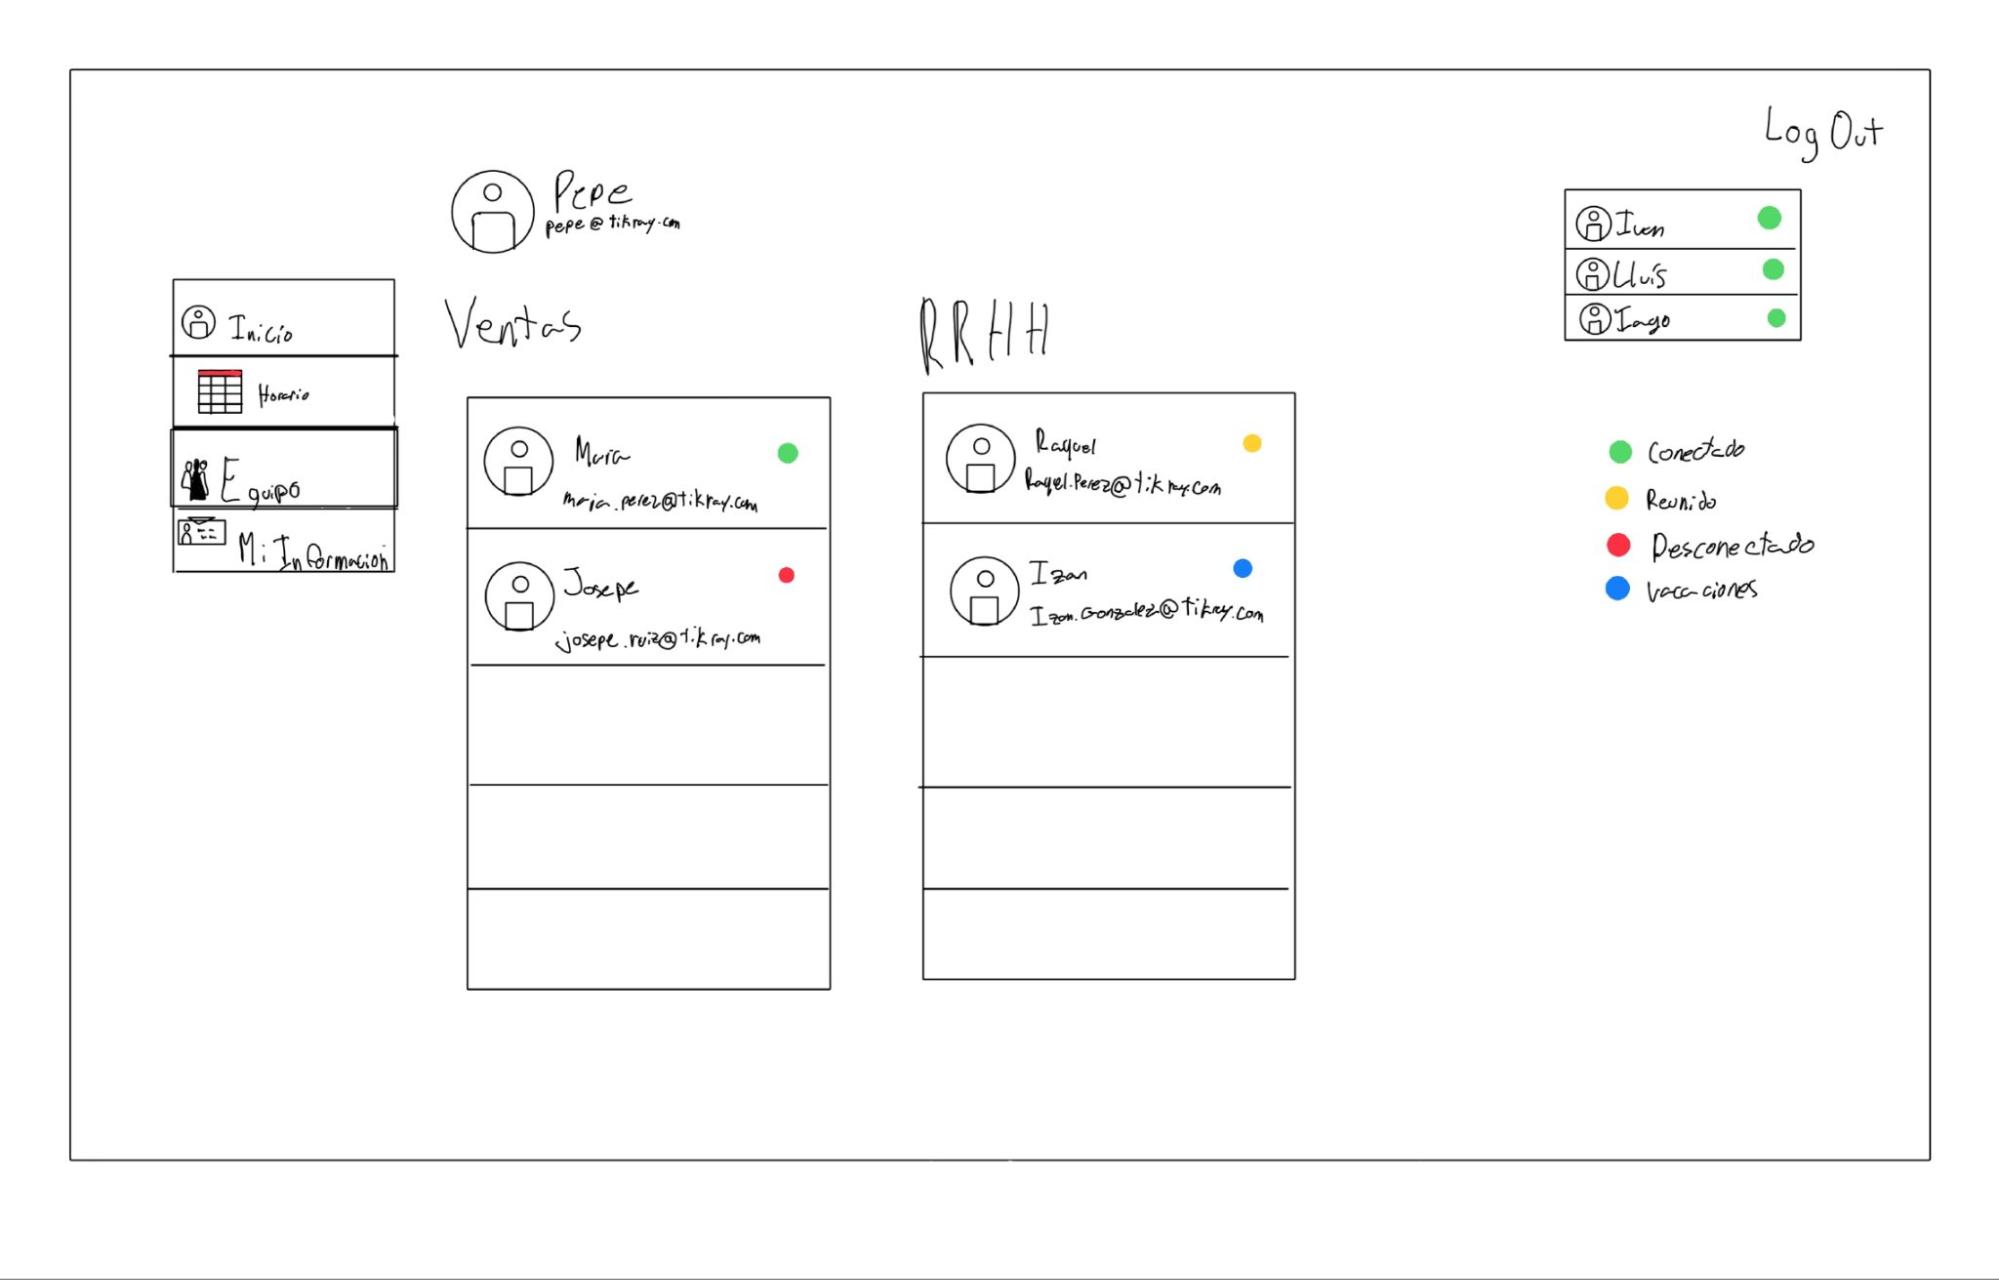 Log Out
Pepe
pepe@tikray.com
Ivan
Lluís
Iago
Inicio
Horario
Equipo
Mi Información
Ventas
Maria
maria.perez@tikray.com
Josepe
josepe.ruiz@tikray.com
RRHH
Raquel
Raquel.Perez@tikray.com
Izan
Izan.Gonzalez@tikray.com
Conectado
Reunido
Desconectado
Vacaciones